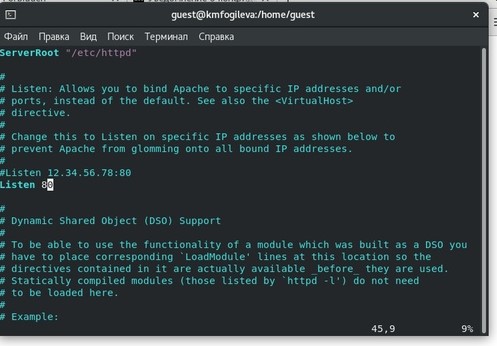 guest@kmfogileva:/home/guest
Файл Правка Вид Поиск Терминал Справка
ServerRoot "/etc/httpd"
#
# Listen: Allows you to bind Apache to specific IP addresses and/or
# ports, instead of the default. See also the <VirtualHost>
# directive.
#
# Change this to Listen on specific IP addresses as shown below to
# prevent Apache from glomming onto all bound IP addresses.
#
#Listen 12.34.56.78:80
Listen 80
#
# Dynamic Shared Object (DSO) Support
#
# To be able to use the functionality of a module which was built as a DSO you
# have to place corresponding `LoadModule' lines at this location so the
# directives contained in it are actually available _before_ they are used.
# Statically compiled modules (those listed by `httpd -l') do not need
# to be loaded here.
#
# Example:
45,9 9%